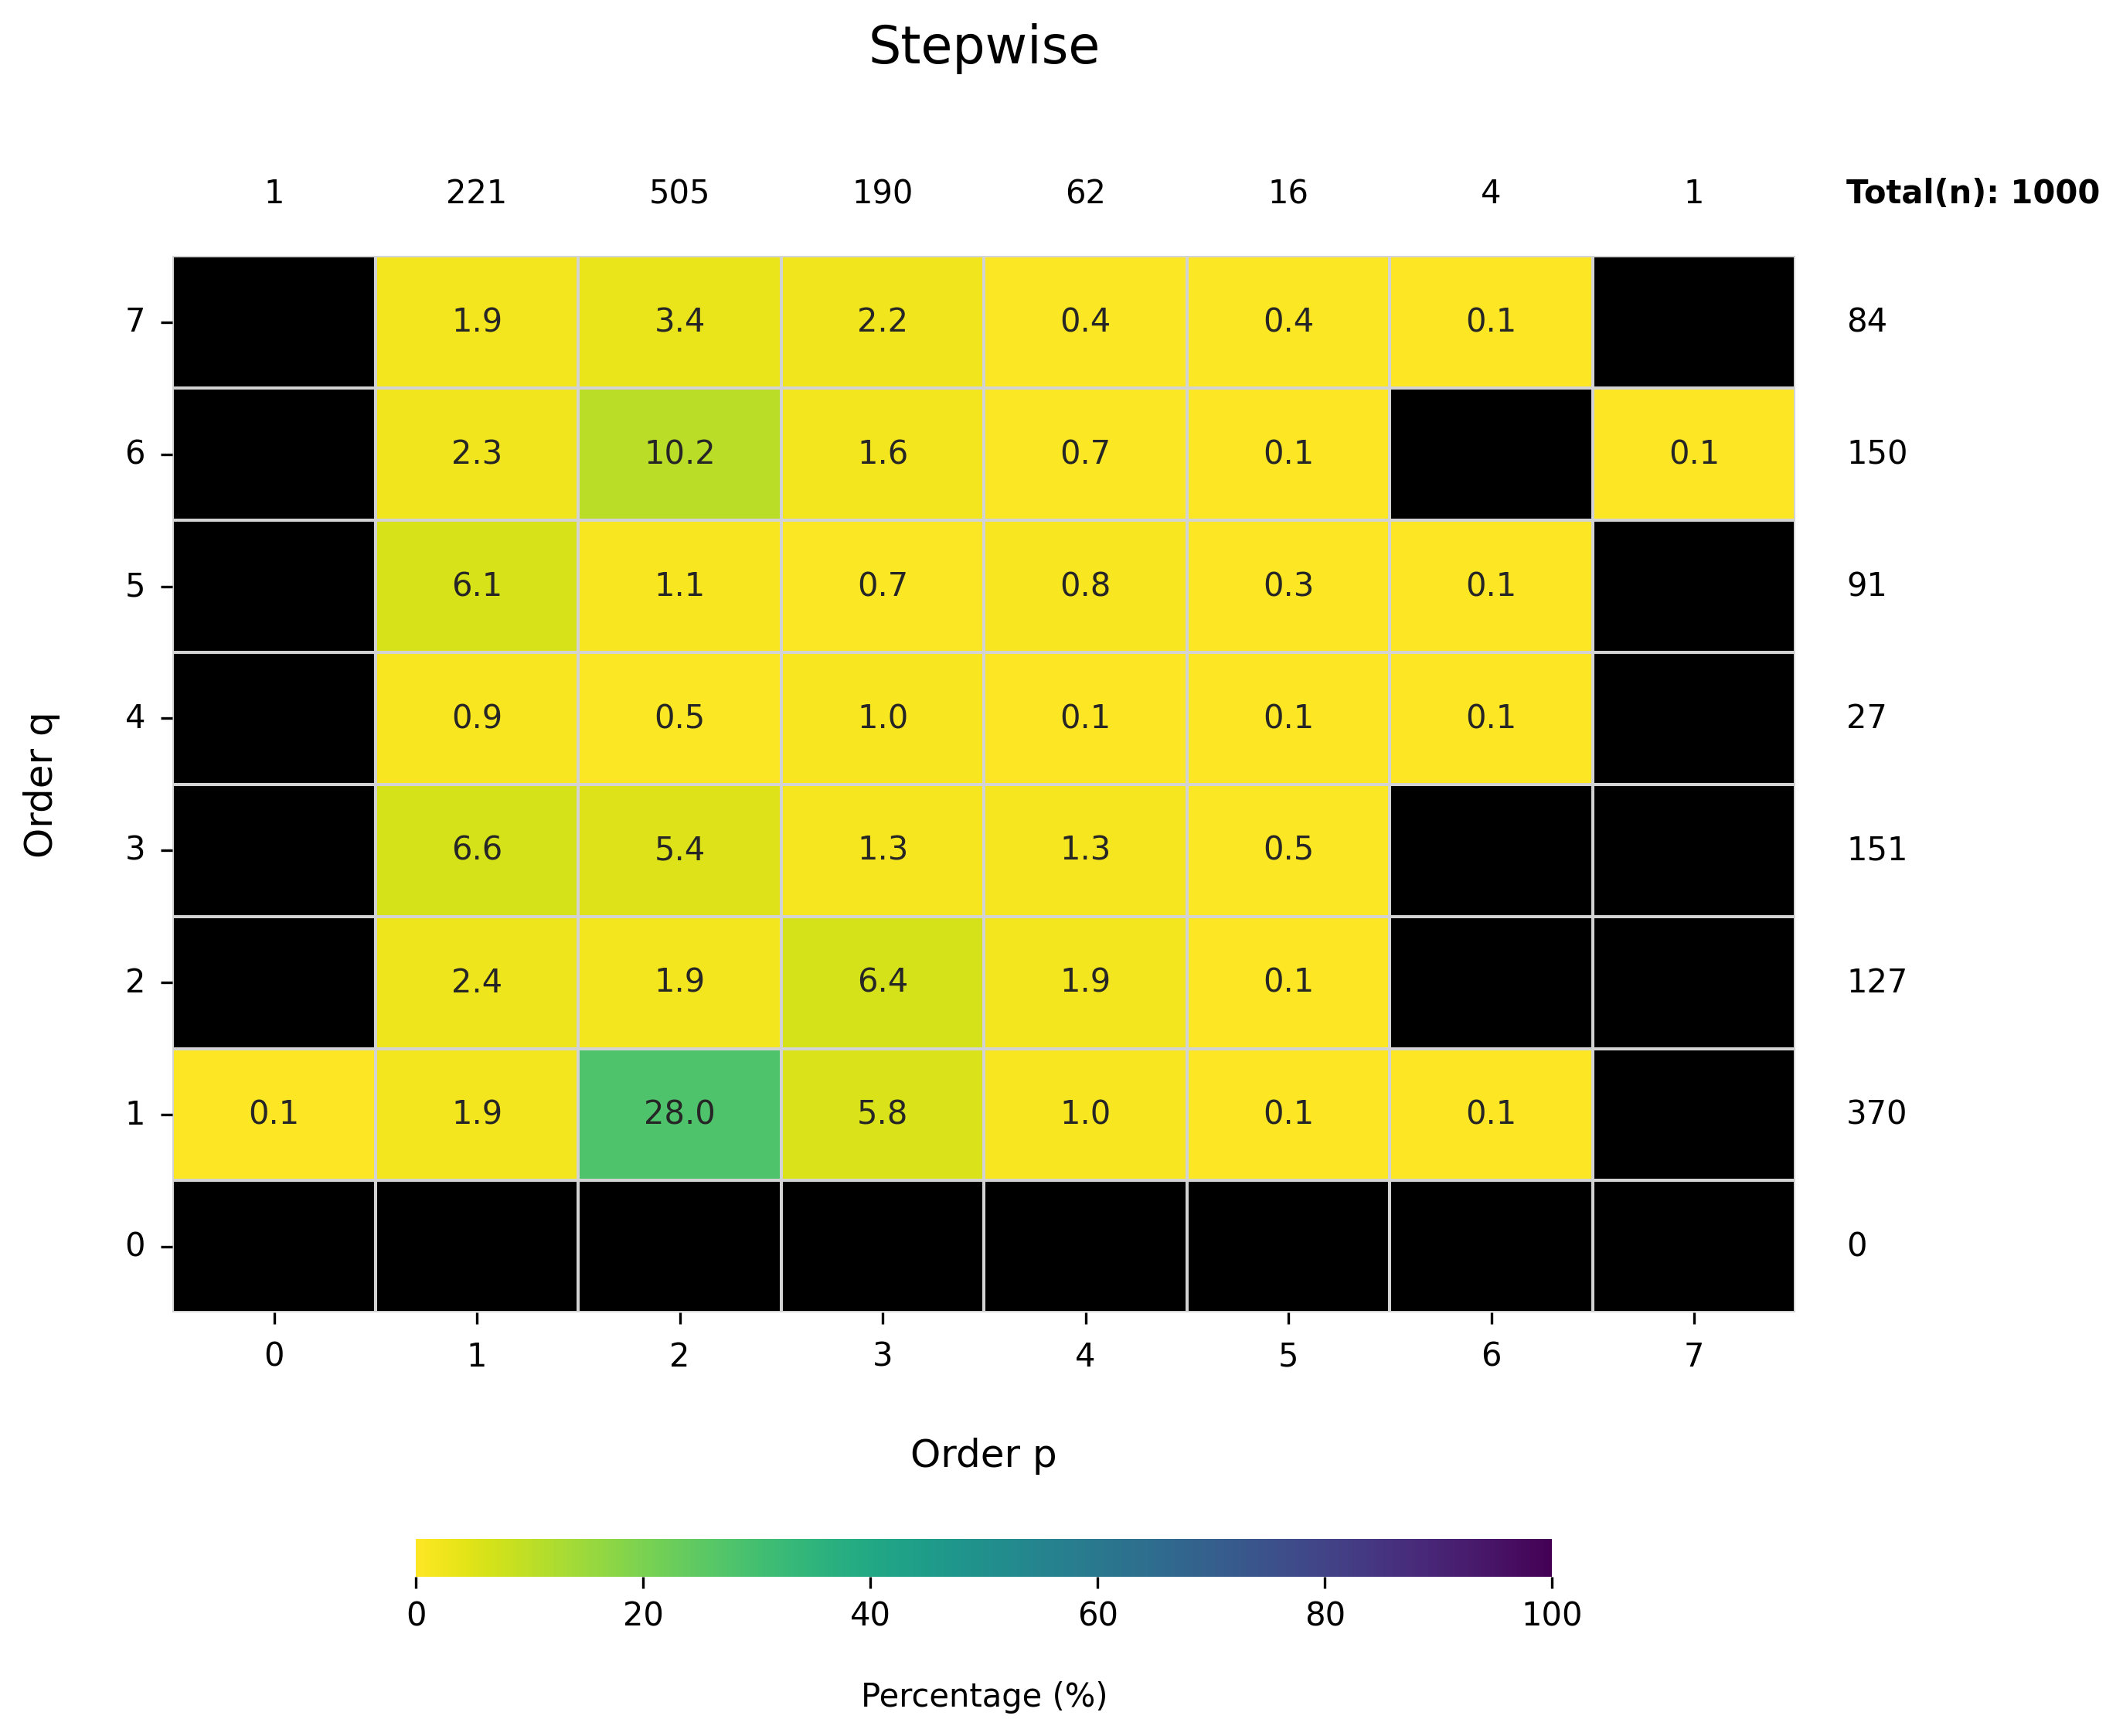 Stepwise
1 221 505 190 62 16 4 1 Total(n): 1000
7 1.9 3.4 2.2 0.4 0.4 0.1 84
6 2.3 10.2 1.6 0.7 0.1 0.1 150
5 6.1 1.1 0.7 0.8 0.3 0.1 91
4 0.9 0.5 1.0 0.1 0.1 0.1 27
3 6.6 5.4 1.3 1.3 0.5 151
2 2.4 1.9 6.4 1.9 0.1 127
1 0.1 1.9 28.0 5.8 1.0 0.1 0.1 370
0 0
Order q
0 1 2 3 4 5 6 7
Order p
0 20 40 60 80 100
Percentage (%)